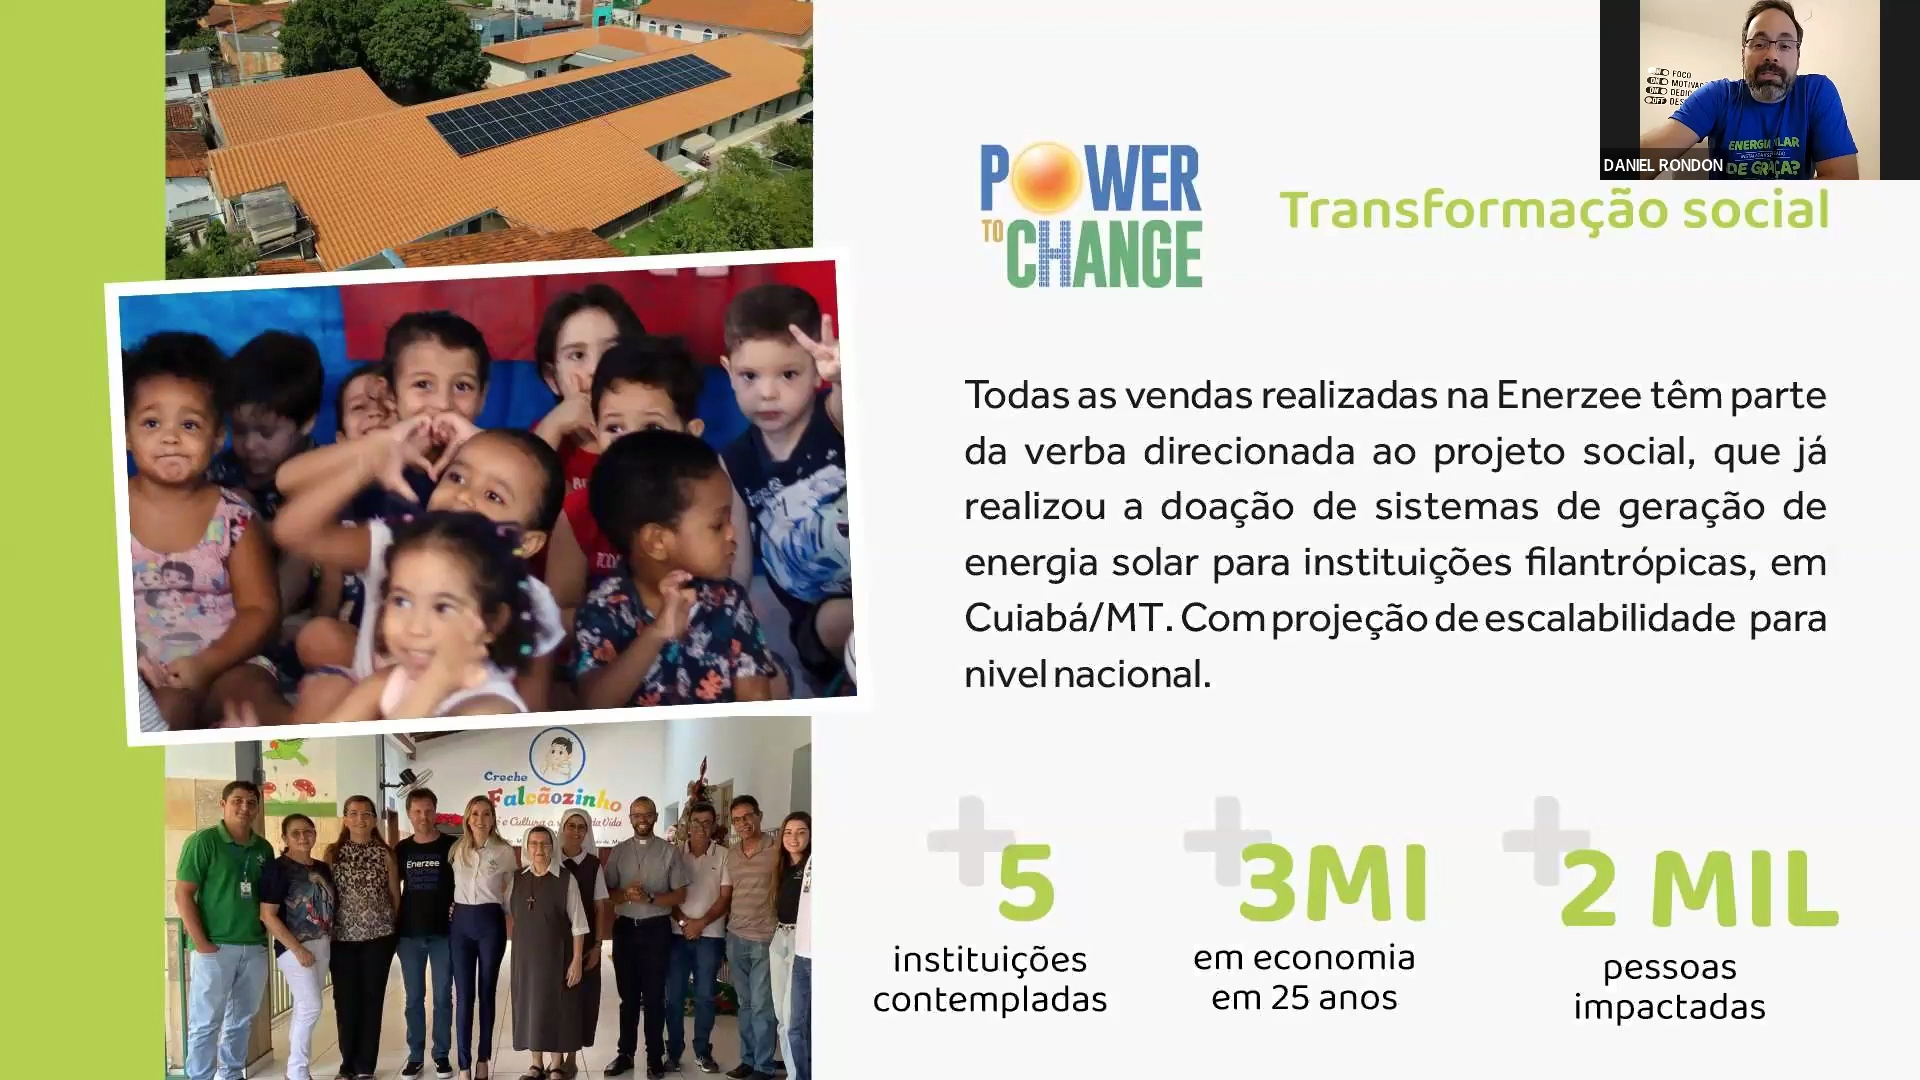 FOCO
DANIEL RONDON
DE GRAÇA?
POWER
TO CHANGE
Transformação social
Todas as vendas realizadas na Enerzee têm parte
da verba direcionada ao projeto social, que já
realizou a doação de sistemas de geração de
energia solar para instituições filantrópicas, em
Cuiabá/MT. Com projeção de escalabilidade para
nivel nacional.
Creche
Falcãozinho
Enerzee
+5
instituições
contempladas
+3MI
em economia
em 25 anos
+2 MIL
pessoas
impactadas